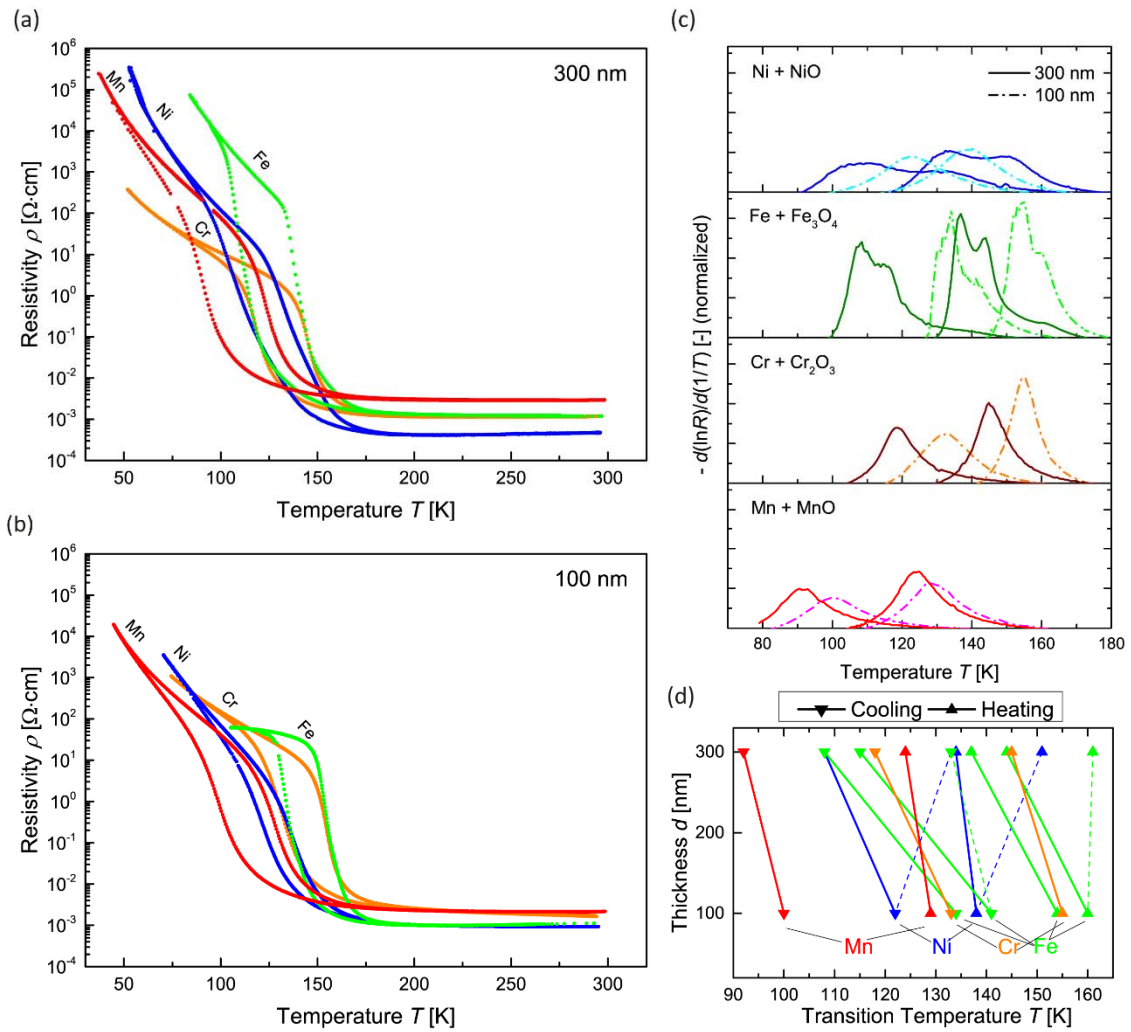 (a)
300 nm
10^6
10^5
10^4
10^3
10^2
10^1
10^0
10^-1
10^-2
10^-3
10^-4
Resistivity ρ [Ω·cm]
Mn
Ni
Fe
Cr
50 100 150 200 250 300
Temperature T [K]
(b)
100 nm
10^6
10^5
10^4
10^3
10^2
10^1
10^0
10^-1
10^-2
10^-3
10^-4
Resistivity ρ [Ω·cm]
Mn
Ni
Cr
Fe
50 100 150 200 250 300
Temperature T [K]
(c)
Ni + NiO
300 nm
100 nm
Fe + Fe₃O₄
Cr + Cr₂O₃
Mn + MnO
- d(lnR)/d(1/T) [-] (normalized)
80 100 120 140 160 180
Temperature T [K]
(d)
Cooling Heating
300
200
100
Thickness d [nm]
Mn Ni Cr Fe
90 100 110 120 130 140 150 160
Transition Temperature T [K]